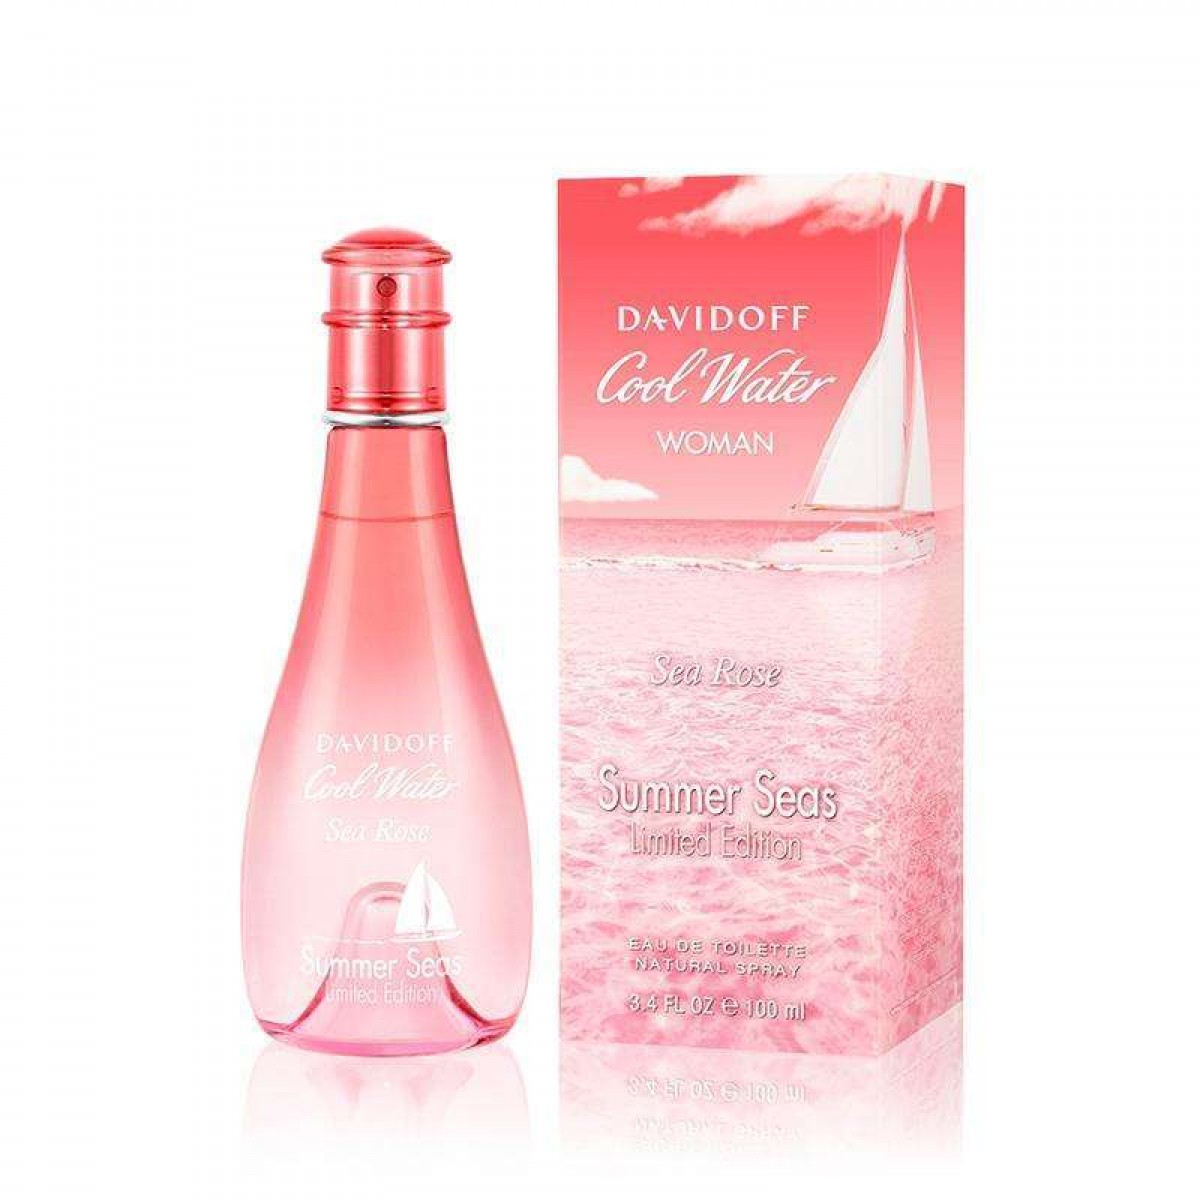 DAVIDOFF
Cool Water
Sea Rose
Summer Seas
Limited Edition
DAVIDOFF
Cool Water
WOMAN
Sea Rose
Summer Seas
Limited Edition
EAU DE TOILETTE
NATURAL SPRAY
3.4 FL OZ e 100 ml